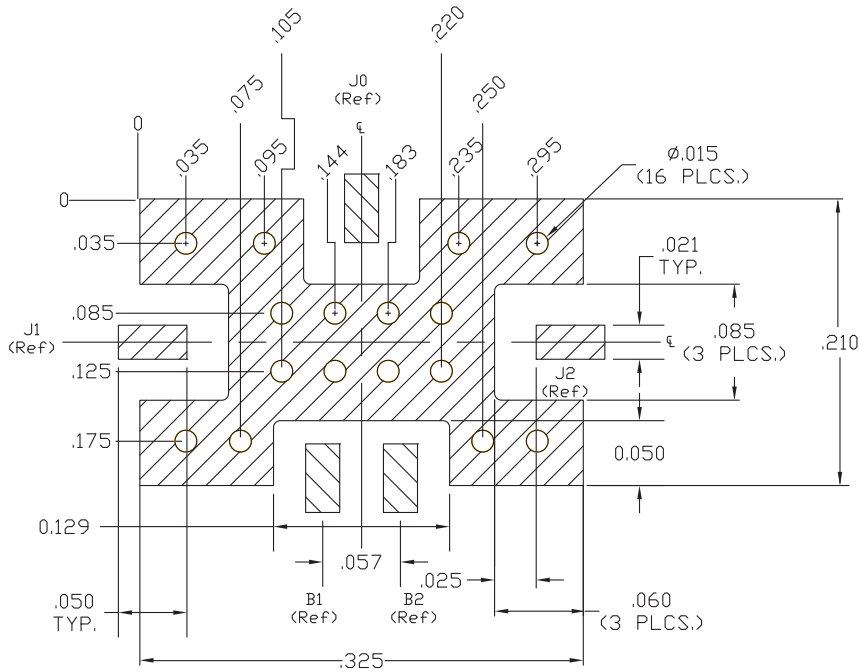 .105
.220
J0
(Ref)
℄
.075
.250
0
.035
.095
.144
.183
.235
.295
Ø.015
(16 PLCS.)
0
.035
.021
TYP.
.085
J1
(Ref)
℄
.085
(3 PLCS.)
.210
.125
J2
(Ref)
.175
0.050
0.129
.057
.025
.050
TYP.
B1
(Ref)
B2
(Ref)
.060
(3 PLCS.)
.325